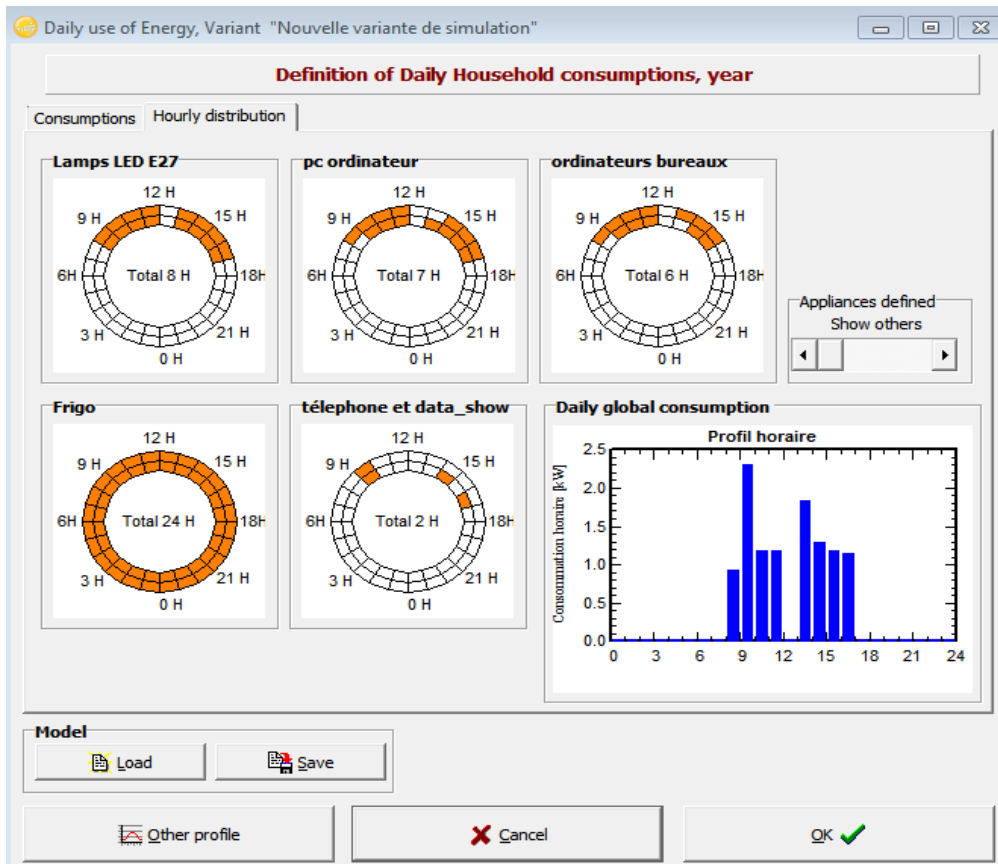 Daily use of Energy, Variant "Nouvelle variante de simulation"
Definition of Daily Household consumptions, year
Consumptions
Hourly distribution
Lamps LED E27
12 H
9 H
15 H
6H
Total 8 H
18H
3 H
21 H
0 H
pc ordinateur
12 H
9 H
15 H
6H
Total 7 H
18H
3 H
21 H
0 H
ordinateurs bureaux
12 H
9 H
15 H
6H
Total 6 H
18H
3 H
21 H
0 H
Appliances defined
Show others
Frigo
12 H
9 H
15 H
6H
Total 24 H
18H
3 H
21 H
0 H
télephone et data_show
12 H
9 H
15 H
6H
Total 2 H
18H
3 H
21 H
0 H
Daily global consumption
Profil horaire
Consommation horaire [kW]
2.5
2.0
1.5
1.0
0.5
0.0
0 3 6 9 12 15 18 21 24
Model
Load
Save
Other profile
Cancel
OK